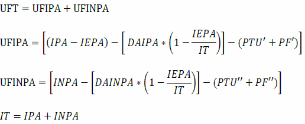 UFT = UFIPA + UFINPA
UFIPA = [(IPA − IEPA) − [DAIPA ∗ (1 − IEPA/IT)] − (PTU′ + PF′)]
UFINPA = [INPA − [DAINPA ∗ (1 − IEPA/IT)] − (PTU′′ + PF′′)]
IT = IPA + INPA